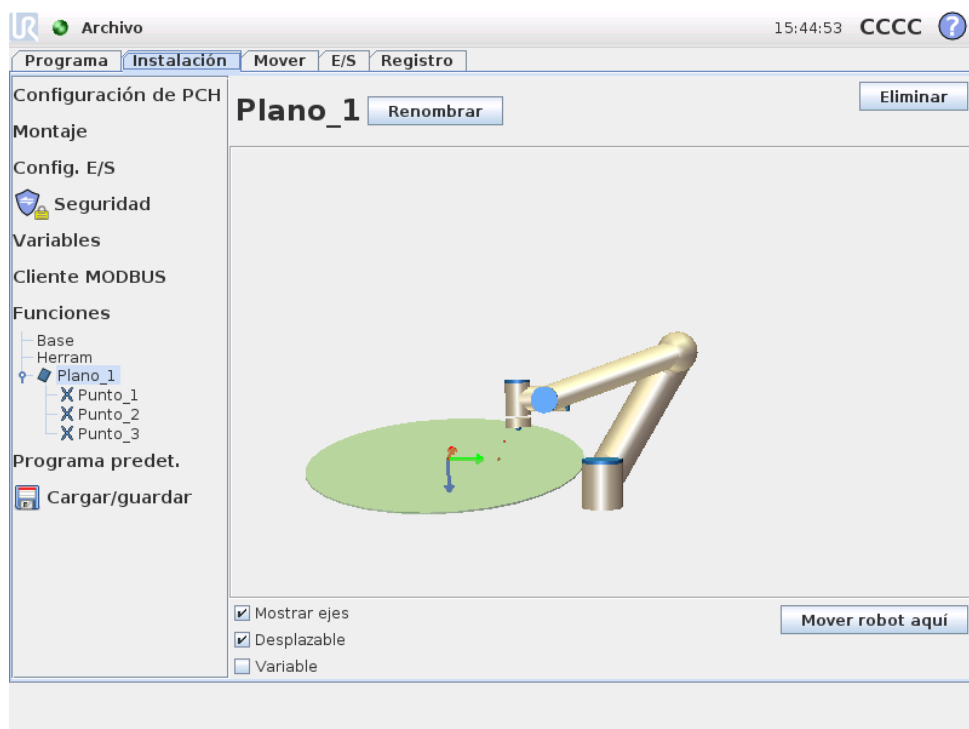 UR Archivo 15:44:53 CCCC ?
Programa Instalación Mover E/S Registro
Configuración de PCH
Montaje
Config. E/S
Seguridad
Variables
Cliente MODBUS
Funciones
Base
Herram
Plano_1
Punto_1
Punto_2
Punto_3
Programa predet.
Cargar/guardar
Plano_1 Renombrar Eliminar
Mostrar ejes
Desplazable
Variable
Mover robot aquí